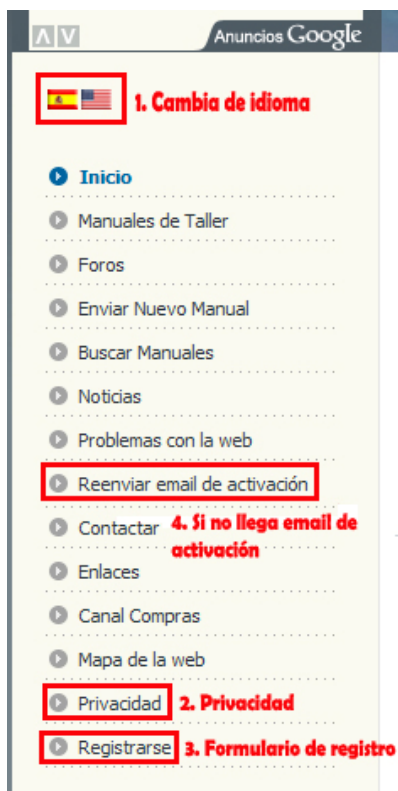 Anuncios Google
1. Cambia de idioma
Inicio
Manuales de Taller
Foros
Enviar Nuevo Manual
Buscar Manuales
Noticias
Problemas con la web
Reenviar email de activación
Contactar 4. Si no llega email de
activación
Enlaces
Canal Compras
Mapa de la web
Privacidad 2. Privacidad
Registrarse 3. Formulario de registro